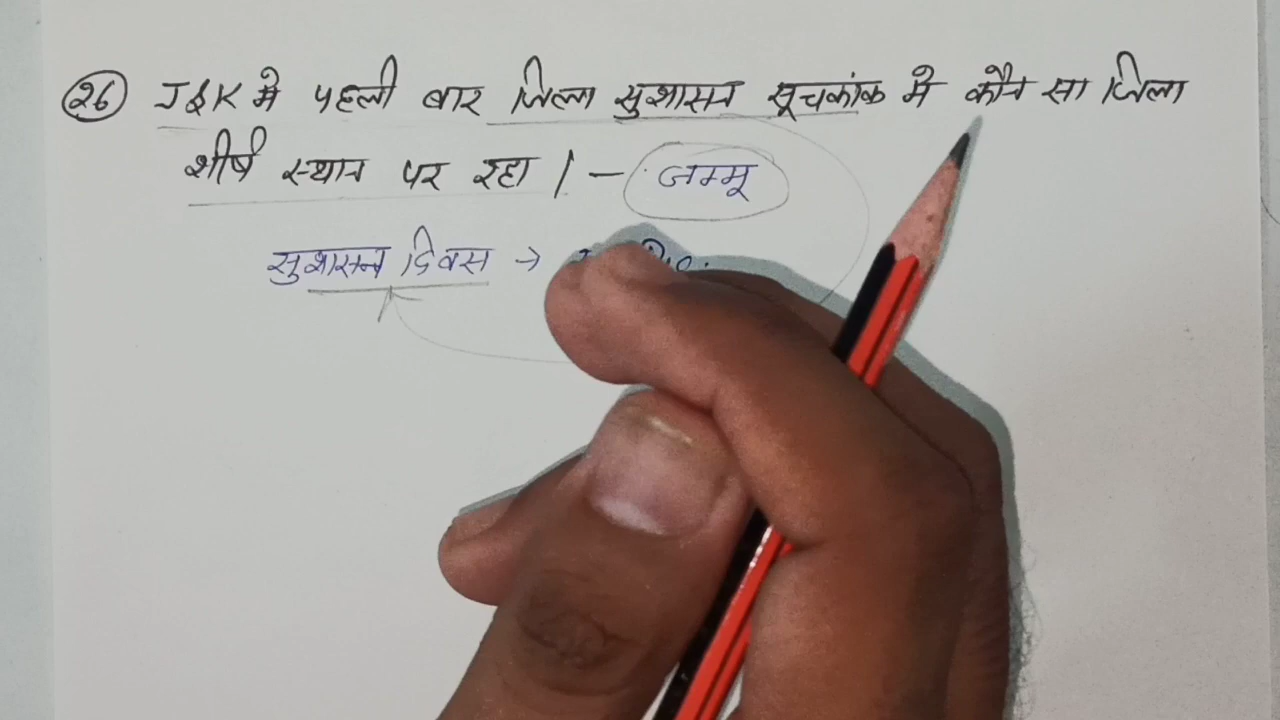 26 J&K मे पहली बार जिला सुशासन सूचकांक मे कौन सा जिला
शीर्ष स्थान पर रहा / – जम्मू
सुशासन दिवस →